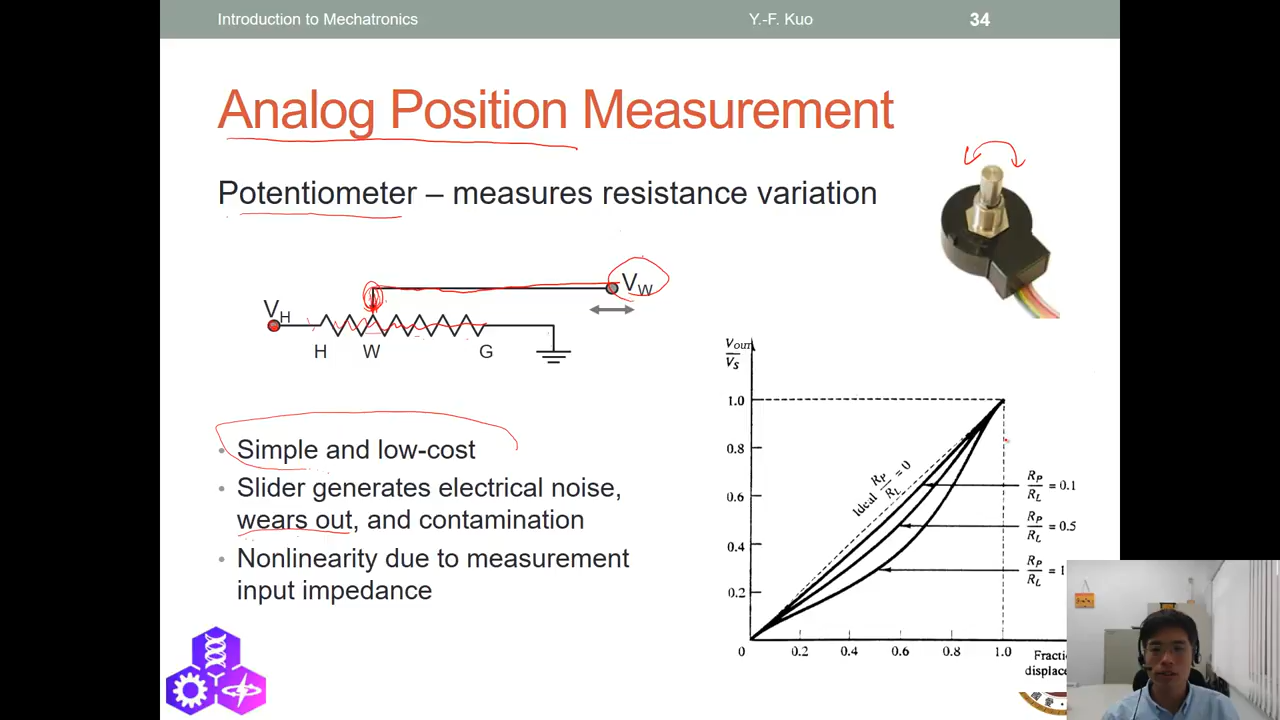 Introduction to Mechatronics
Y.-F. Kuo
34
Analog Position Measurement
Potentiometer – measures resistance variation
VH
VW
H
W
G
• Simple and low-cost
• Slider generates electrical noise,
wears out, and contamination
• Nonlinearity due to measurement
input impedance
Vout
VS
1.0
0.8
0.6
0.4
0.2
0
0.2
0.4
0.6
0.8
1.0
Ideal RP/RL = 0
RP/RL = 0.1
RP/RL = 0.5
RP/RL = 1